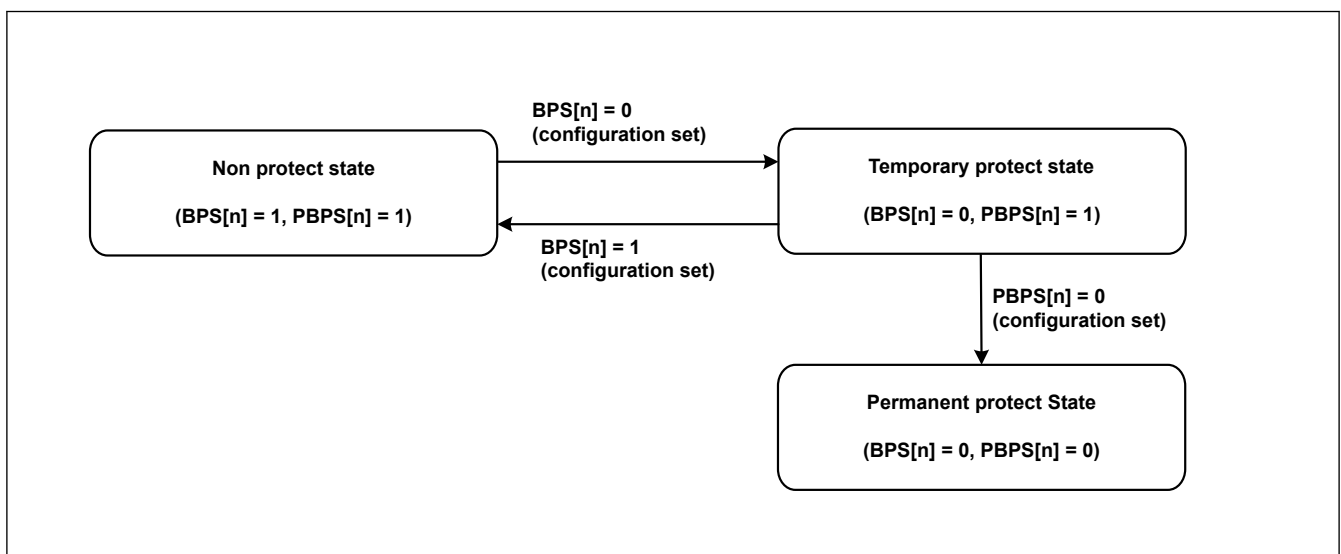 BPS[n] = 0
(configuration set)
Non protect state
(BPS[n] = 1, PBPS[n] = 1)
Temporary protect state
(BPS[n] = 0, PBPS[n] = 1)
BPS[n] = 1
(configuration set)
PBPS[n] = 0
(configuration set)
Permanent protect State
(BPS[n] = 0, PBPS[n] = 0)